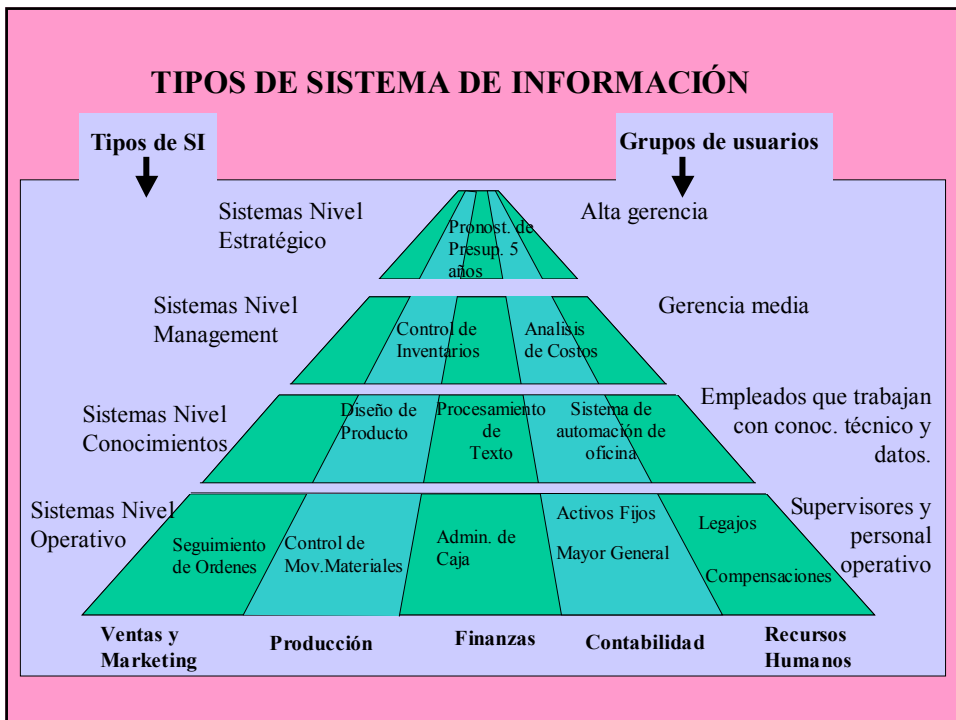 TIPOS DE SISTEMA DE INFORMACIÓN
Tipos de SI
Grupos de usuarios
Sistemas Nivel
Estratégico
Pronost. de
Presup. 5
años
Alta gerencia
Sistemas Nivel
Management
Control de
Inventarios
Analisis
de Costos
Gerencia media
Sistemas Nivel
Conocimientos
Diseño de
Producto
Procesamiento
de
Texto
Sistema de
automación de
oficina
Empleados que trabajan
con conoc. técnico y
datos.
Sistemas Nivel
Operativo
Seguimiento
de Ordenes
Control de
Mov.Materiales
Admin. de
Caja
Activos Fijos
Mayor General
Legajos
Compensaciones
Supervisores y
personal
operativo
Ventas y
Marketing
Producción
Finanzas
Contabilidad
Recursos
Humanos